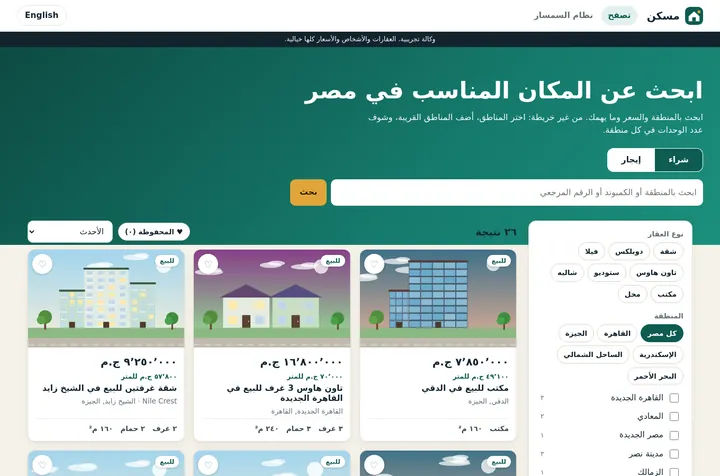 مسكن
تصفح
نظام السمسار
English
وكالة تجريبية. العقارات والأشخاص والأسعار كلها خيالية.
ابحث عن المكان المناسب في مصر
ابحث بالمنطقة والسعر وما يهمك. من غير خريطة: اختر المناطق، أضف المناطق القريبة، وشوف
عدد الوحدات في كل منطقة.
شراء
إيجار
ابحث بالمنطقة أو الكمبوند أو الرقم المرجعي
بحث
نوع العقار
شقة
دوبلكس
فيلا
تاون هاوس
ستوديو
شاليه
مكتب
محل
المنطقة
كل مصر
القاهرة
الجيزة
الإسكندرية
الساحل الشمالي
البحر الأحمر
القاهرة الجديدة
المعادي ٢
مصر الجديدة ١
مدينة نصر
الزمالك ١
٢٦ نتيجة
♥ المحفوظة (٠)
الأحدث
للبيع
٧٬٨٥٠٬٠٠٠ ج.م
٤٩٬١٠٠ ج.م للمتر
مكتب للبيع في الدقي
الدقي, الجيزة
مكتب ١٦٠ م²
للبيع
١٦٬٨٠٠٬٠٠٠ ج.م
٧٠٬٠٠٠ ج.م للمتر
تاون هاوس 3 غرف للبيع في
القاهرة الجديدة
القاهرة الجديدة, القاهرة
٣ غرف ٣ حمام ٢٤٠ م²
للبيع
٩٬٢٥٠٬٠٠٠ ج.م
٥٧٬٨٠٠ ج.م للمتر
شقة غرفتين للبيع في الشيخ زايد
Nile Crest · الشيخ زايد, الجيزة
٢ غرف ٢ حمام ١٦٠ م²
للبيع
للبيع
للبيع